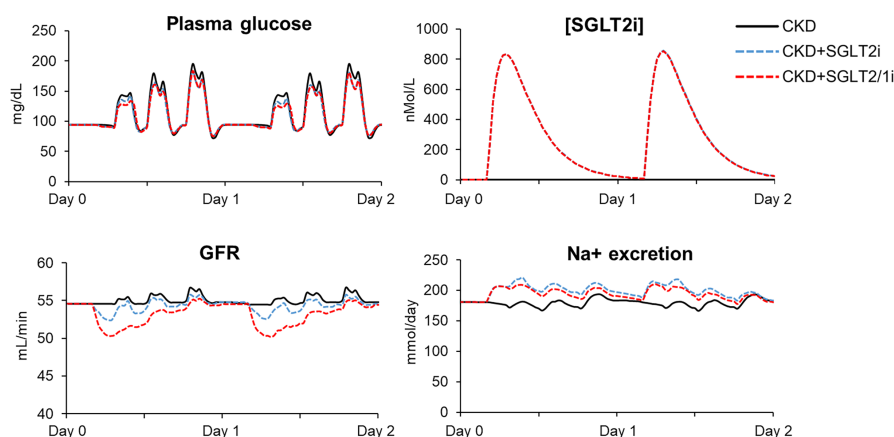 Plasma glucose
250
200
150
100
50
0
mg/dL
Day 0
Day 1
Day 2
[SGLT2i]
1000
800
600
400
200
0
nMol/L
Day 0
Day 1
Day 2
CKD
CKD+SGLT2i
CKD+SGLT2/1i
GFR
60
55
50
45
40
mL/min
Day 0
Day 1
Day 2
Na+ excretion
250
200
150
100
50
0
mmol/day
Day 0
Day 1
Day 2